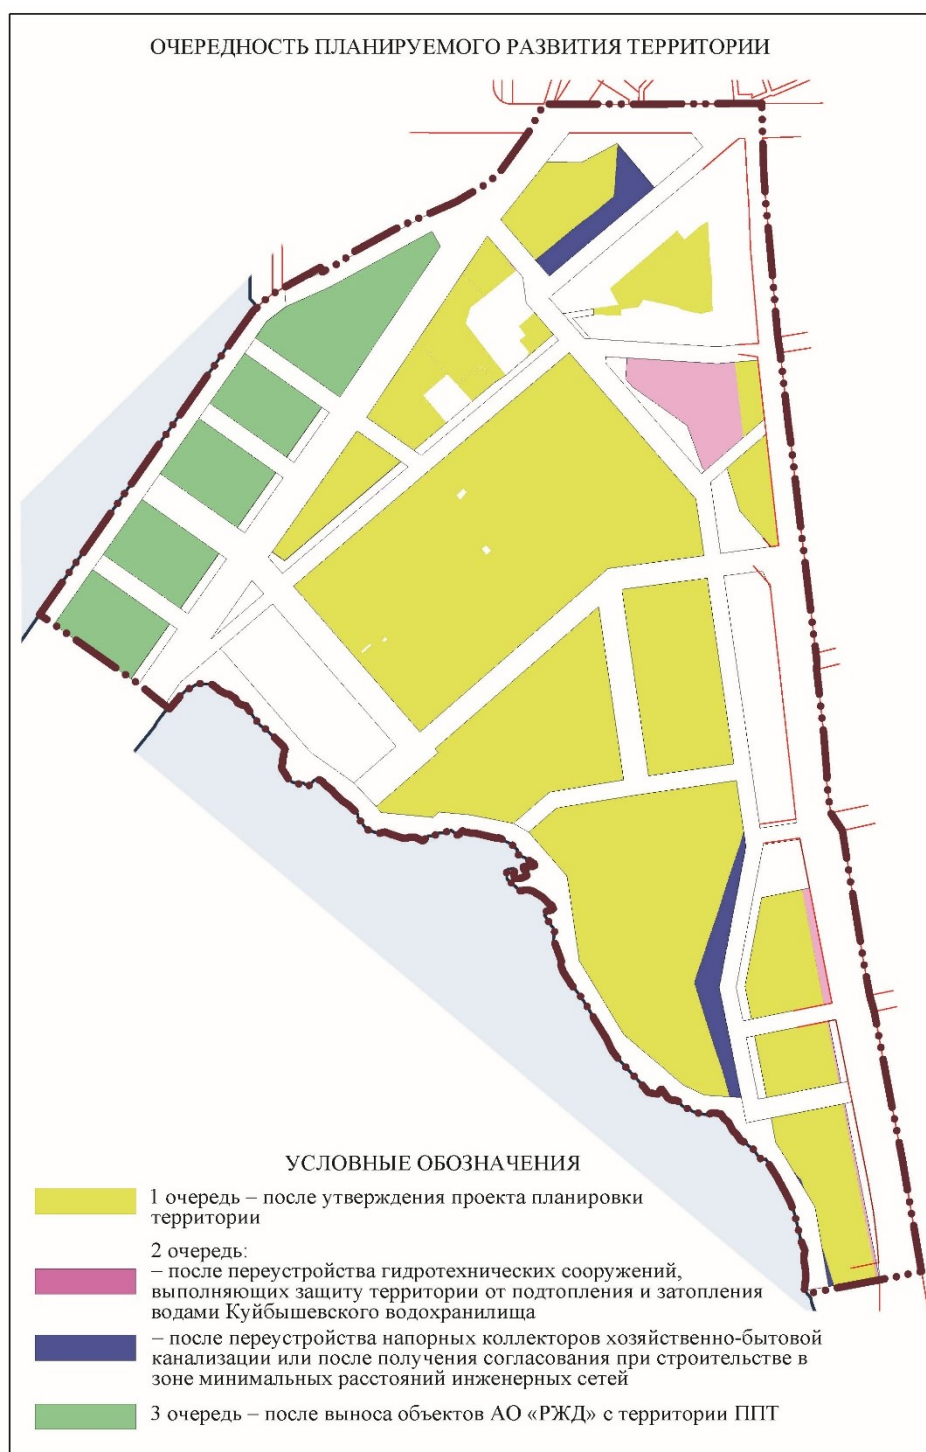 ОЧЕРЕДНОСТЬ ПЛАНИРУЕМОГО РАЗВИТИЯ ТЕРРИТОРИИ
УСЛОВНЫЕ ОБОЗНАЧЕНИЯ
1 очередь – после утверждения проекта планировки
территории
2 очередь:
– после переустройства гидротехнических сооружений,
выполняющих защиту территории от подтопления и затопления
водами Куйбышевского водохранилища
– после переустройства напорных коллекторов хозяйственно-бытовой
канализации или после получения согласования при строительстве в
зоне минимальных расстояний инженерных сетей
3 очередь – после выноса объектов АО «РЖД» с территории ППТ